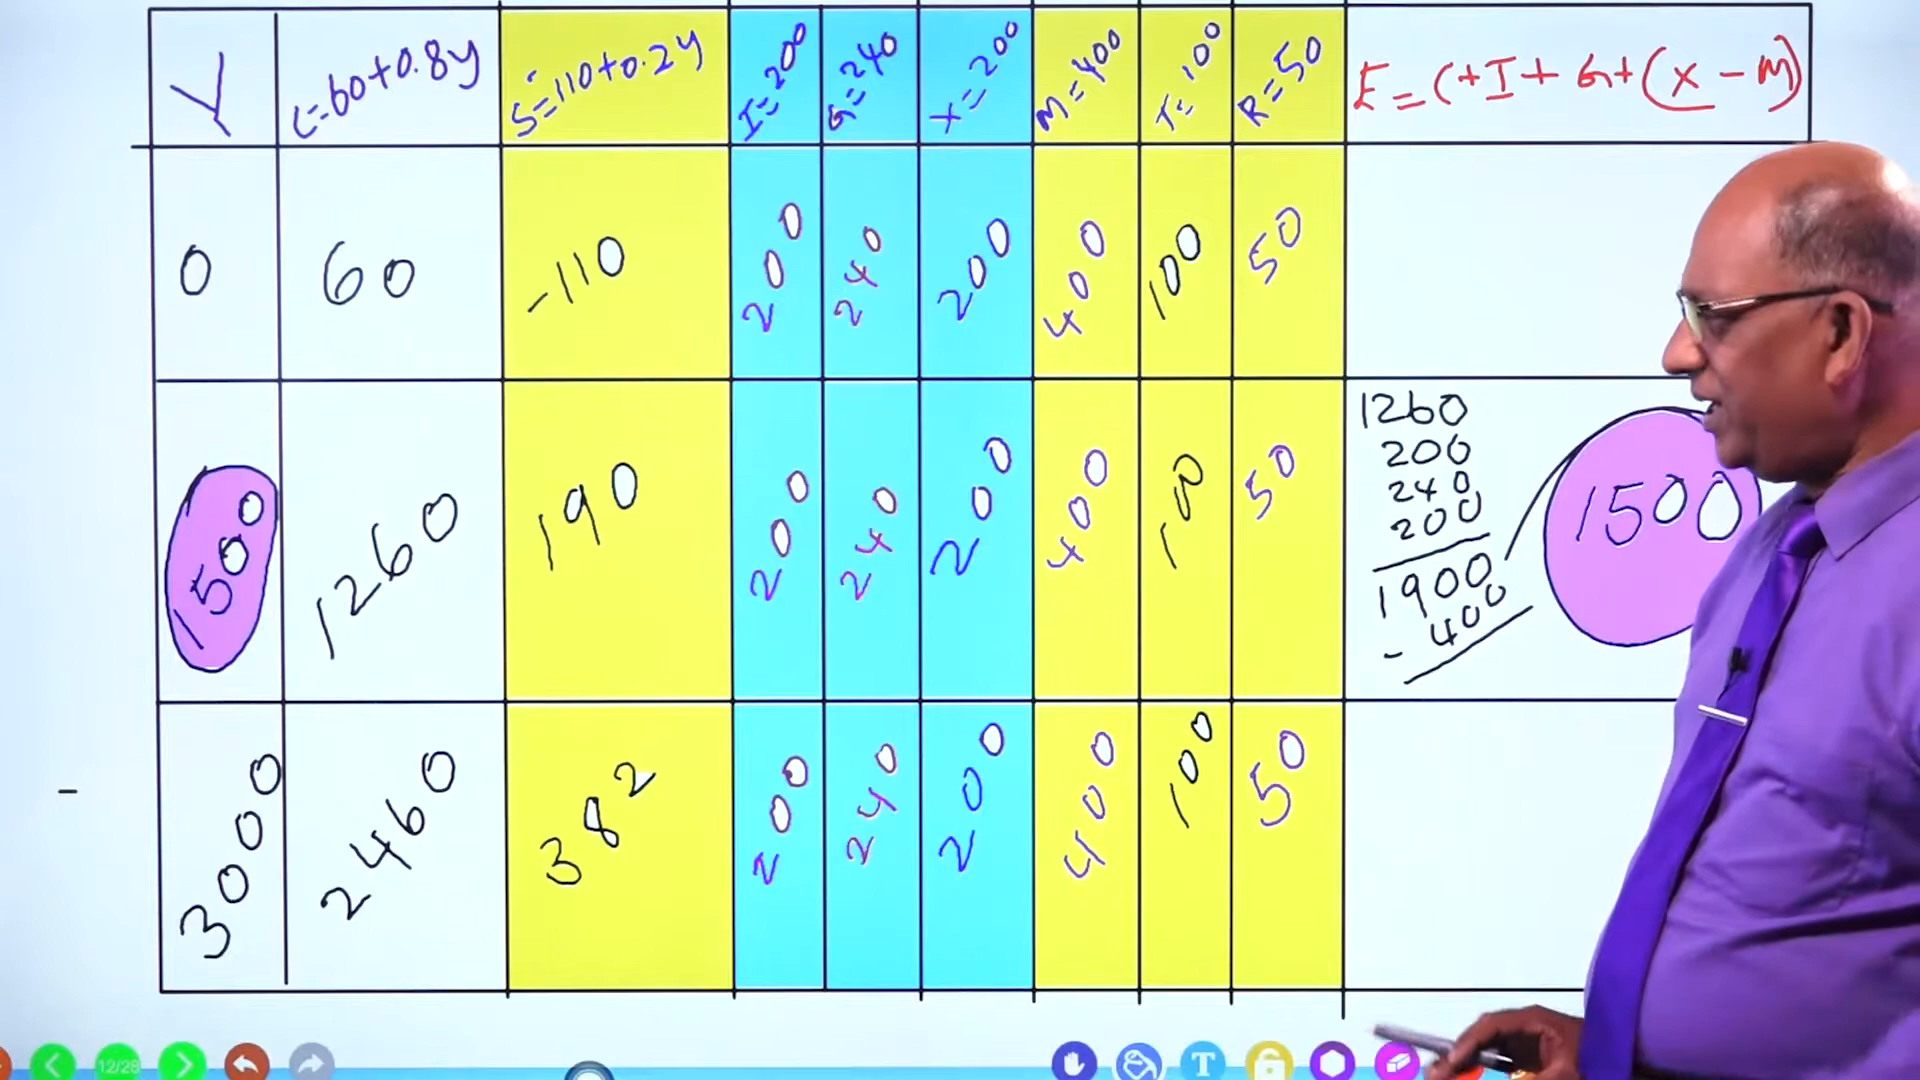 Y C=60+0.8y S=-110+0.2y I=200 G=240 X=200 M=400 T=100 R=50 E=C+I+G+(X-M)
0 60 -110 200 240 200 400 100 50
1500 1260 190 200 240 200 400 100 50
1260
200
240
200
1900
- 400
1500
3000 2460 382 200 240 200 400 100 50
-
12/28
T